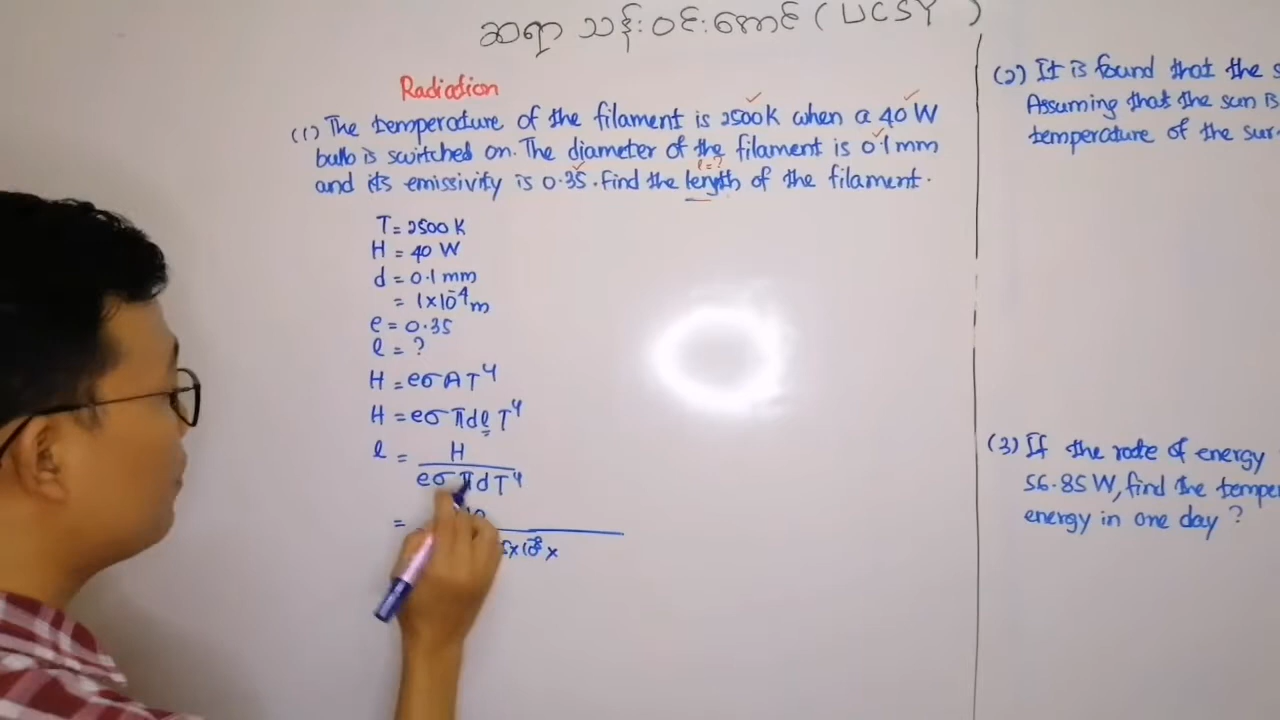 ဆရာ သန်းဝင်းအောင် ( UCSY )
Radiation
(1) The temperature of the filament is 2500K when a 40 W
bulb is switched on. The diameter of the filament is 0.1 mm
l=?
and its emissivity is 0.35. Find the length of the filament.
T = 2500 K
H = 40 W
d = 0.1 mm
= 1×10⁻⁴ m
e = 0.35
l = ?
H = eσAT⁴
H = eσπdlT⁴
l = H
eσπdT⁴
=
×10⁻⁸ ×
(2) It is found that the s
Assuming that the sun is
temperature of the sur
(3) If the rate of energy
56.85 W, find the tempe
energy in one day ?